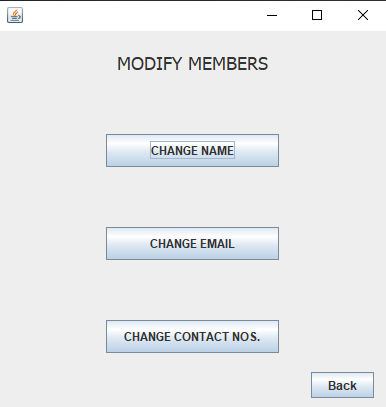 MODIFY MEMBERS
CHANGE NAME
CHANGE EMAIL
CHANGE CONTACT NOS.
Back